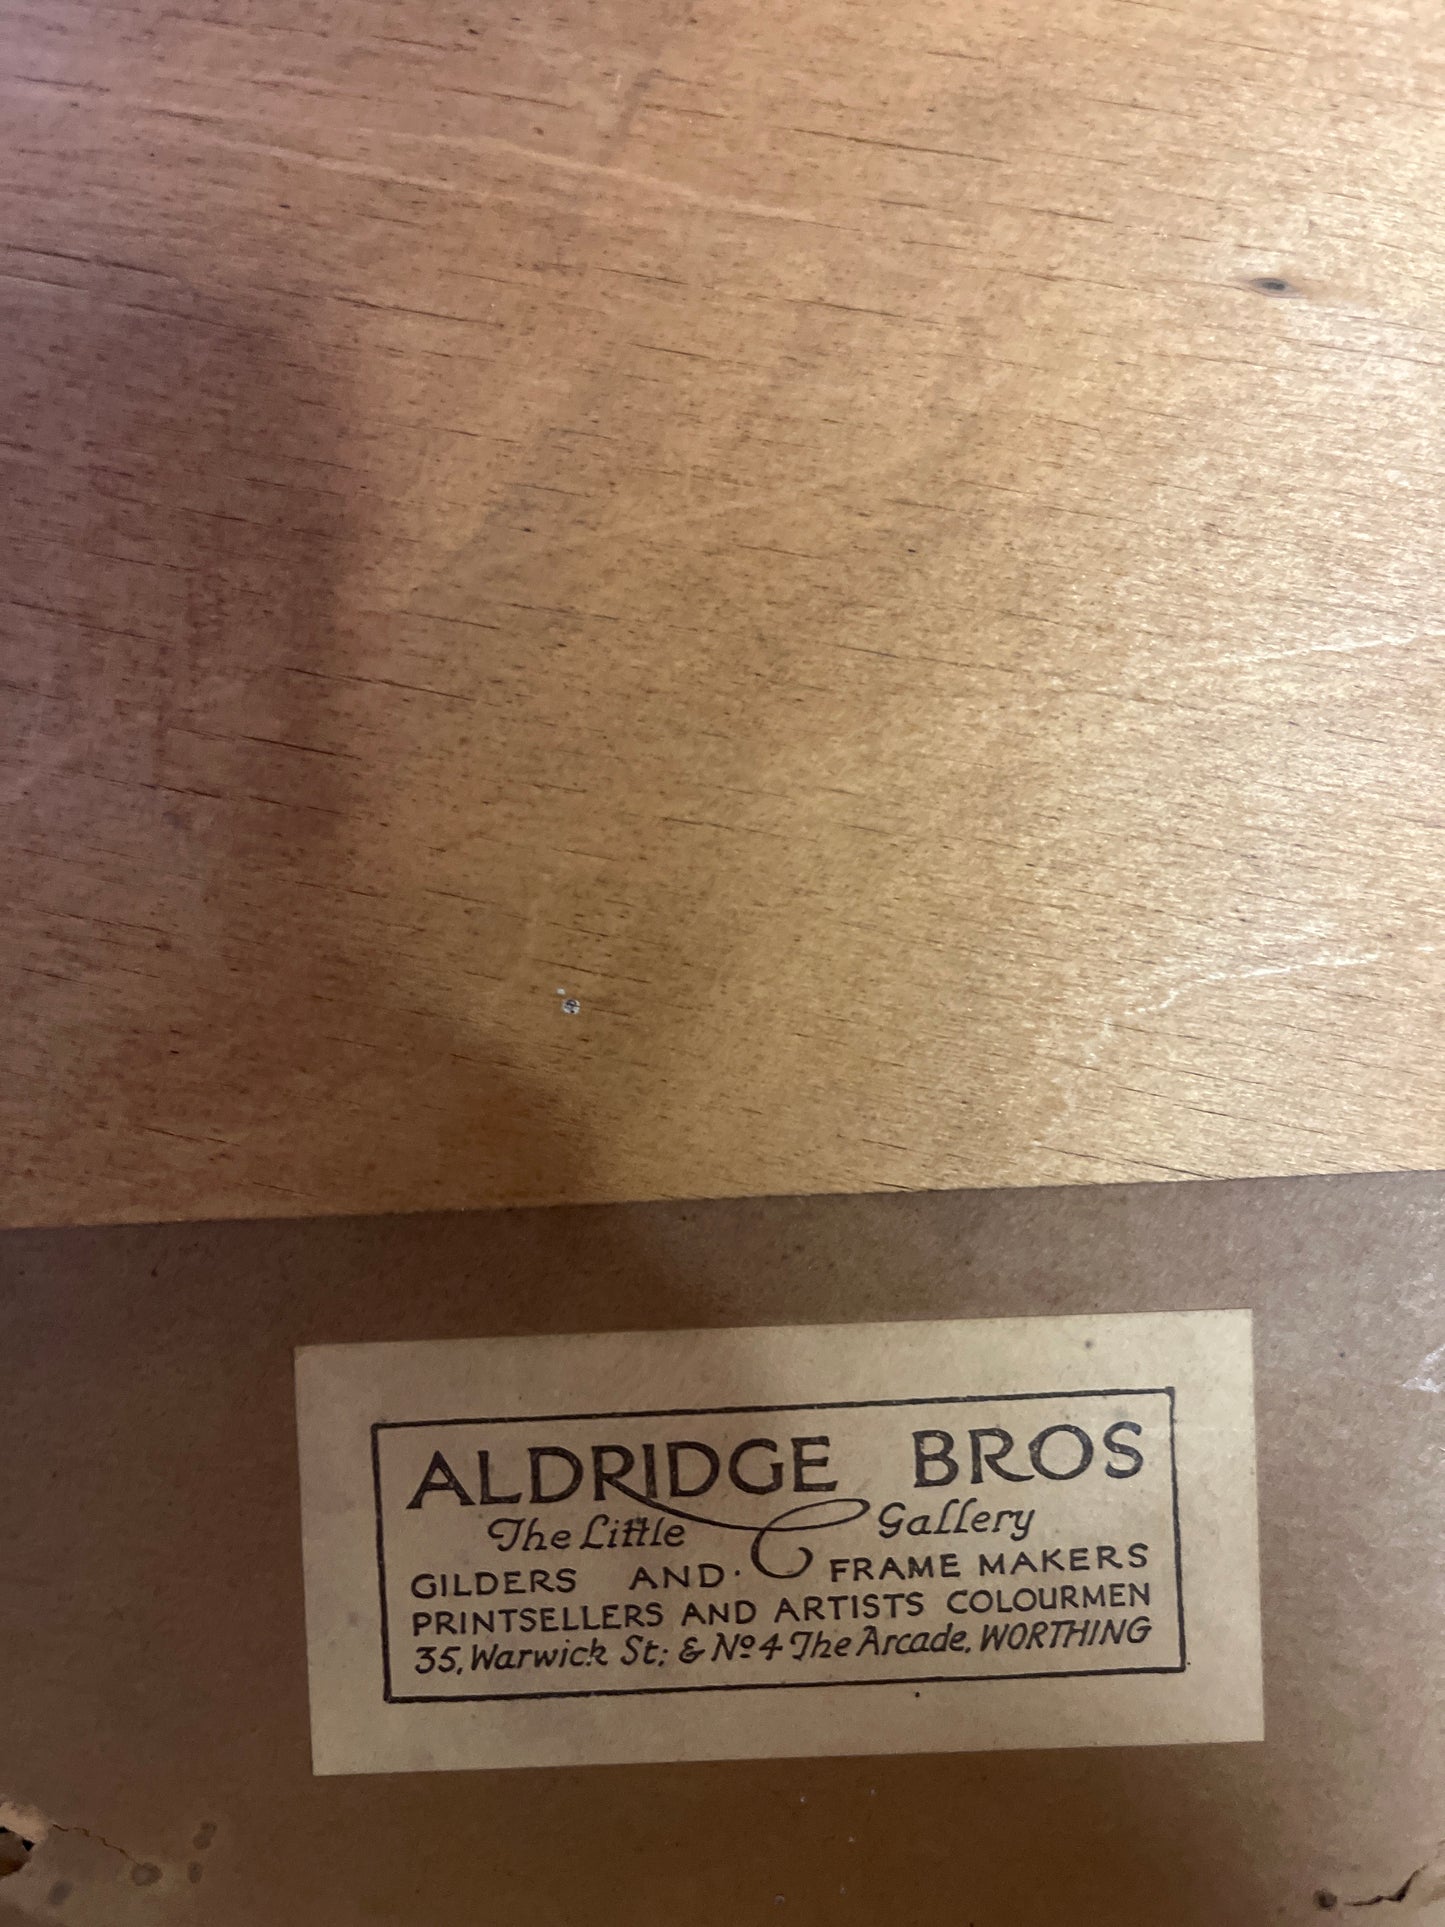 ALDRIDGE BROS
The Little Gallery
GILDERS AND FRAME MAKERS
PRINTSELLERS AND ARTISTS COLOURMEN
35, Warwick St: & Nº 4 The Arcade, WORTHING